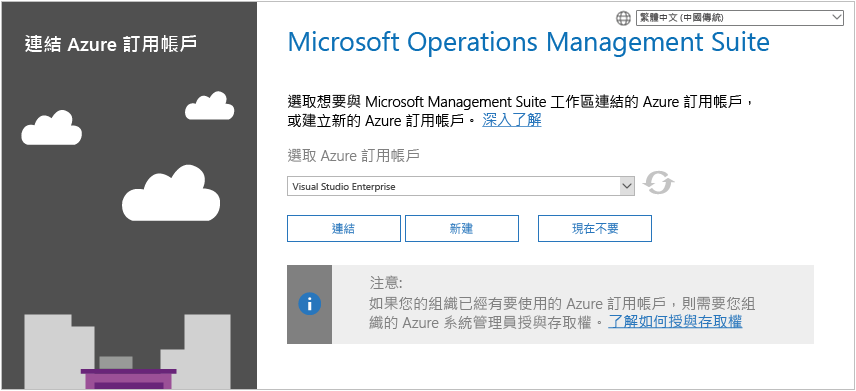 連結 Azure 訂用帳戶
繁體中文 (中國傳統)
Microsoft Operations Management Suite
選取想要與 Microsoft Management Suite 工作區連結的 Azure 訂用帳戶，
或建立新的 Azure 訂用帳戶。 深入了解
選取 Azure 訂用帳戶
Visual Studio Enterprise
連結
新建
現在不要
注意:
如果您的組織已經有要使用的 Azure 訂用帳戶，則需要您組
織的 Azure 系統管理員授與存取權。 了解如何授與存取權